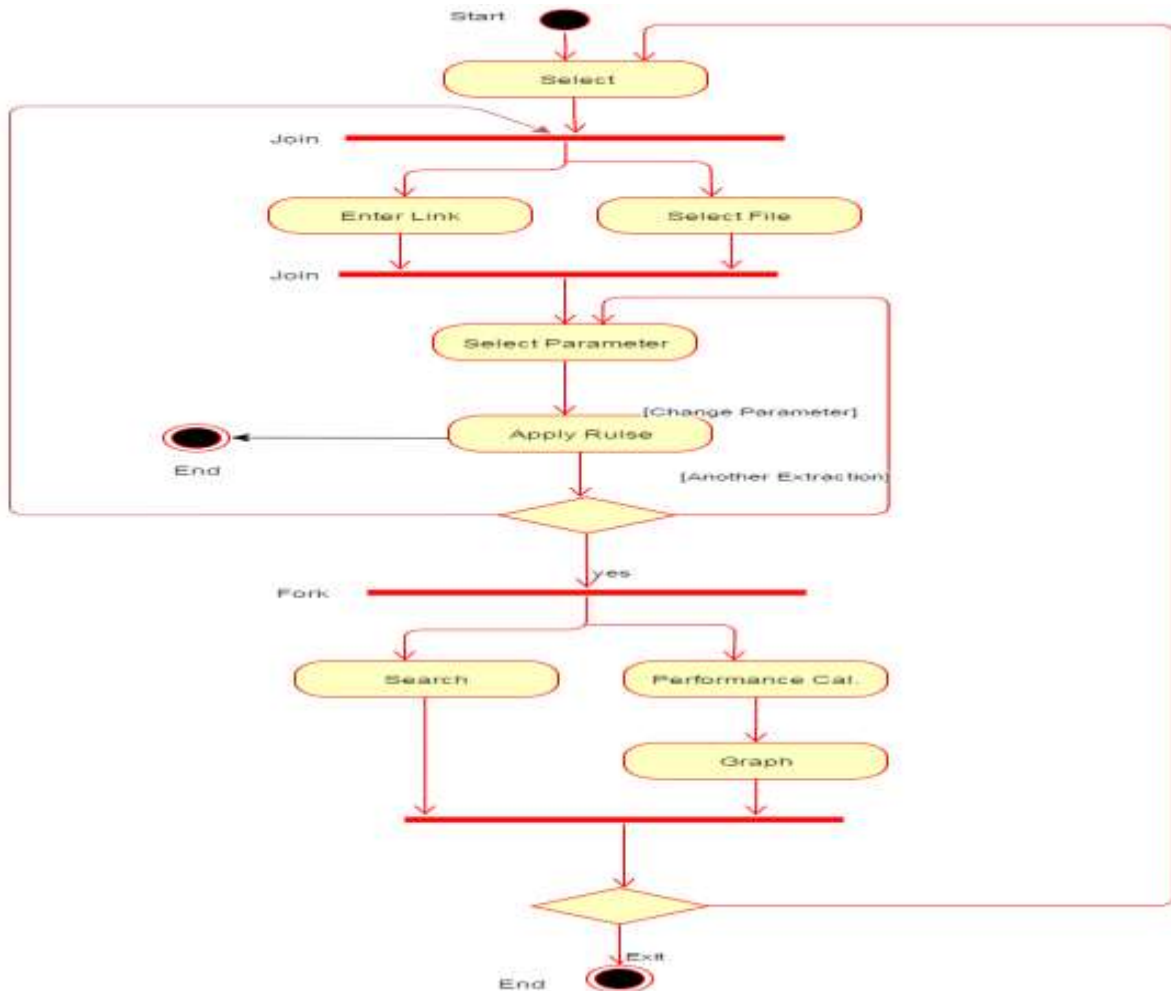 Start
Select
Join
Enter Link
Select File
Join
Select Parameter
[Change Parameter]
Apply Rulse
End
[Another Extraction]
yes
Fork
Search
Performance Cal.
Graph
Exit
End